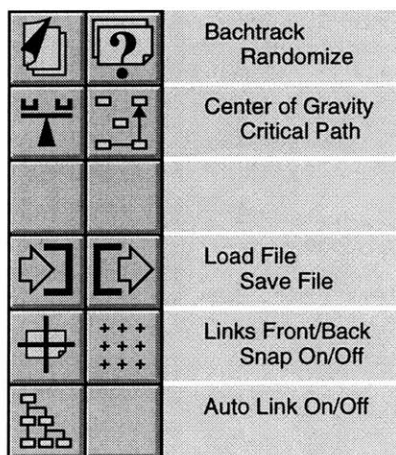 Bachtrack
Randomize
Center of Gravity
Critical Path
Load File
Save File
Links Front/Back
Snap On/Off
Auto Link On/Off